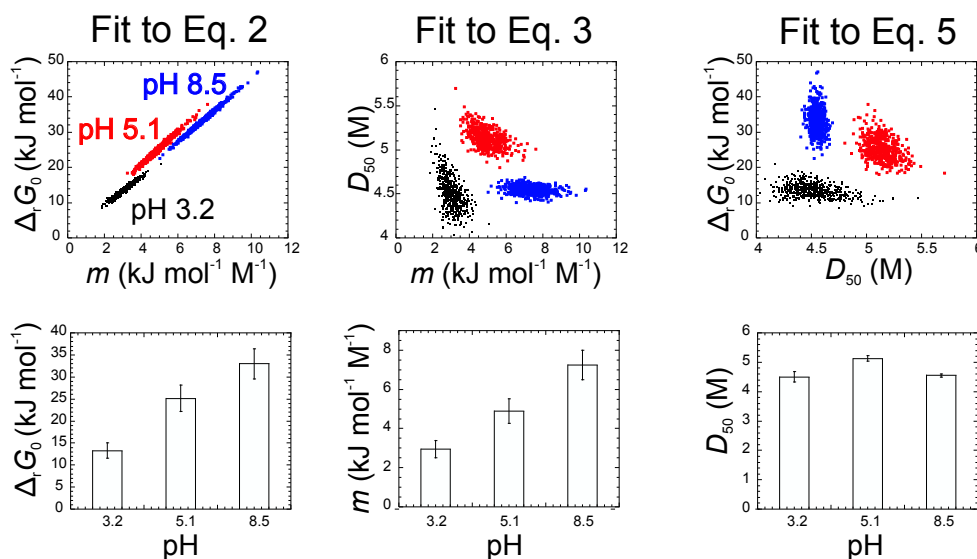 Fit to Eq. 2
Fit to Eq. 3
Fit to Eq. 5
ΔrG0 (kJ mol-1)
50
40
30
20
10
0
pH 8.5
pH 5.1
pH 3.2
0 2 4 6 8 10 12
m (kJ mol-1 M-1)
D50 (M)
6
5.5
5
4.5
4
0 2 4 6 8 10 12
m (kJ mol-1 M-1)
ΔrG0 (kJ mol-1)
50
40
30
20
10
0
4 4.5 5 5.5 6
D50 (M)
ΔrG0 (kJ mol-1)
40
35
30
25
20
15
10
5
0
3.2 5.1 8.5
pH
m (kJ mol-1 M-1)
8
6
4
2
0
3.2 5.1 8.5
pH
D50 (M)
6
5
4
3
2
1
0
3.2 5.1 8.5
pH